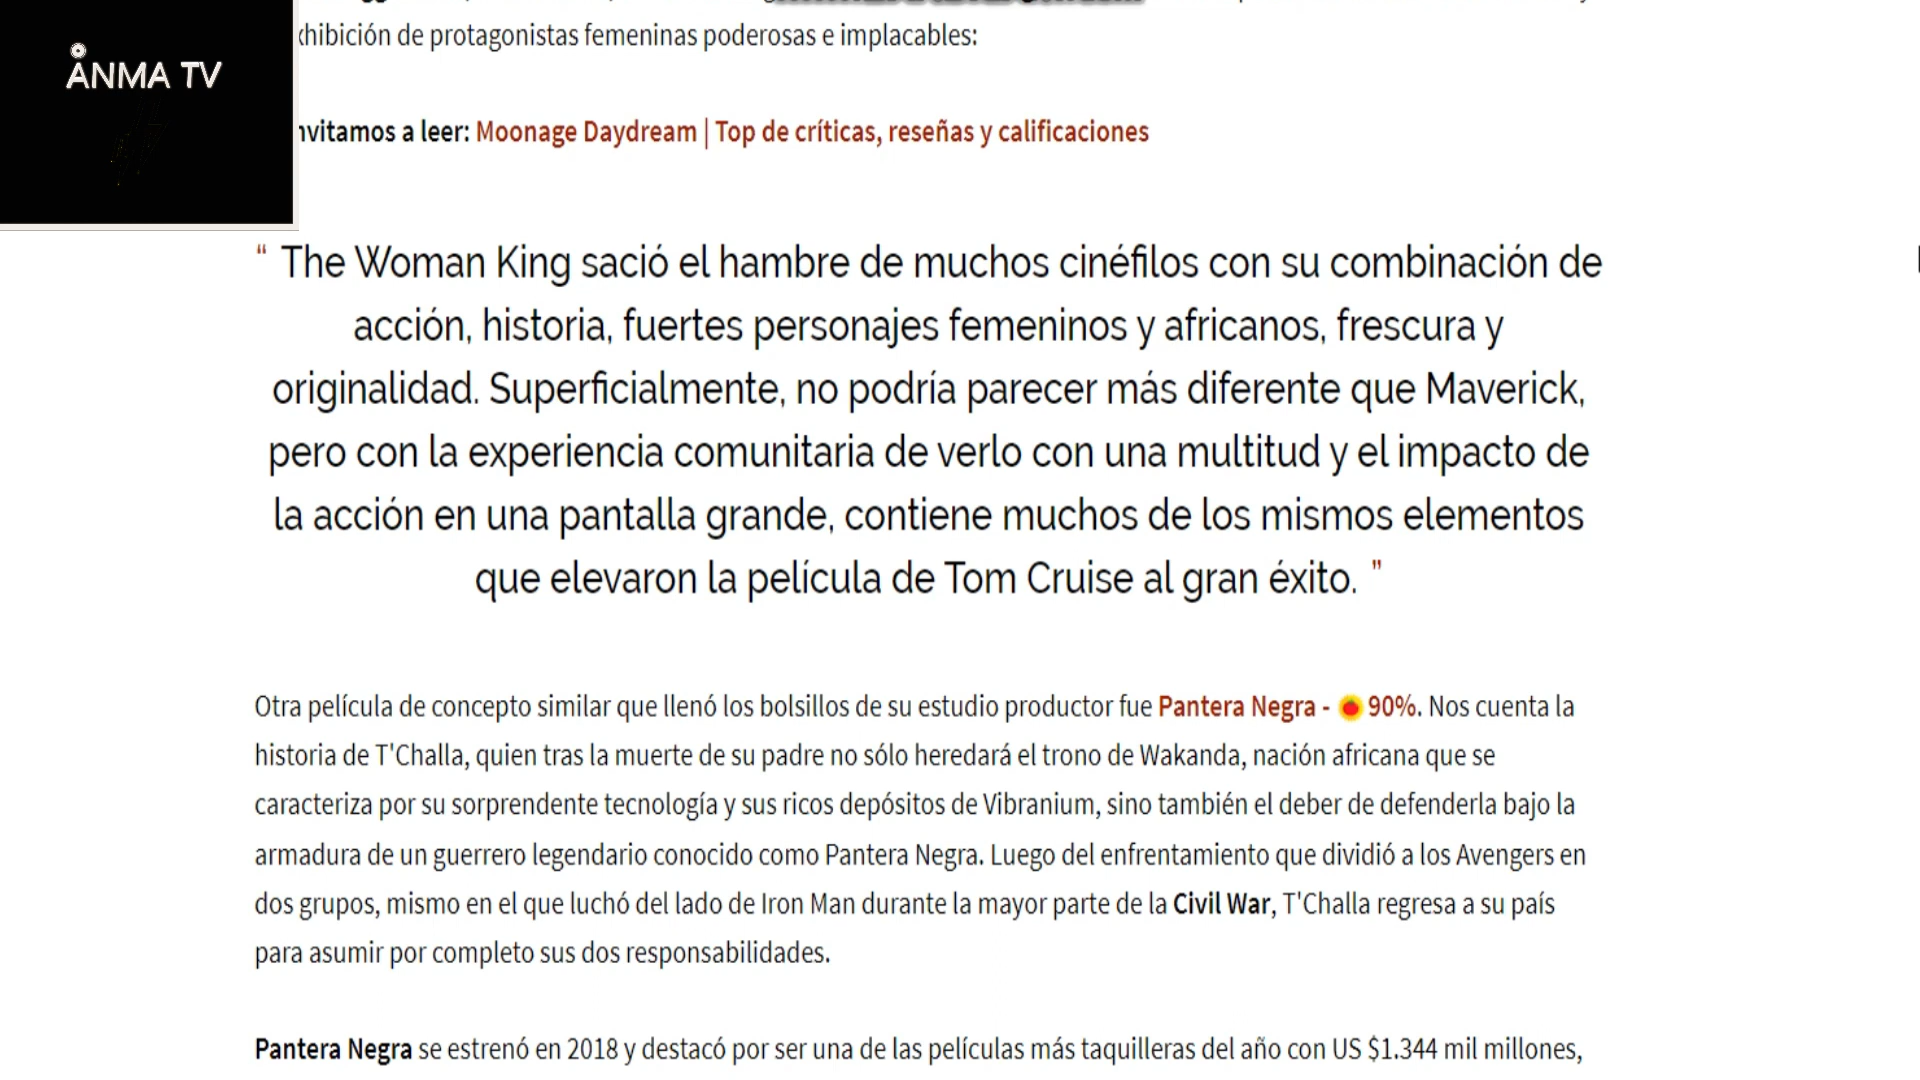 ANMA TV
hibición de protagonistas femeninas poderosas e implacables:
nvitamos a leer: Moonage Daydream | Top de críticas, reseñas y calificaciones
“ The Woman King sació el hambre de muchos cinéfilos con su combinación de
acción, historia, fuertes personajes femeninos y africanos, frescura y
originalidad. Superficialmente, no podría parecer más diferente que Maverick,
pero con la experiencia comunitaria de verlo con una multitud y el impacto de
la acción en una pantalla grande, contiene muchos de los mismos elementos
que elevaron la película de Tom Cruise al gran éxito. ”
Otra película de concepto similar que llenó los bolsillos de su estudio productor fue Pantera Negra - 90%. Nos cuenta la
historia de T'Challa, quien tras la muerte de su padre no sólo heredará el trono de Wakanda, nación africana que se
caracteriza por su sorprendente tecnología y sus ricos depósitos de Vibranium, sino también el deber de defenderla bajo la
armadura de un guerrero legendario conocido como Pantera Negra. Luego del enfrentamiento que dividió a los Avengers en
dos grupos, mismo en el que luchó del lado de Iron Man durante la mayor parte de la Civil War, T'Challa regresa a su país
para asumir por completo sus dos responsabilidades.
Pantera Negra se estrenó en 2018 y destacó por ser una de las películas más taquilleras del año con US $1.344 mil millones,